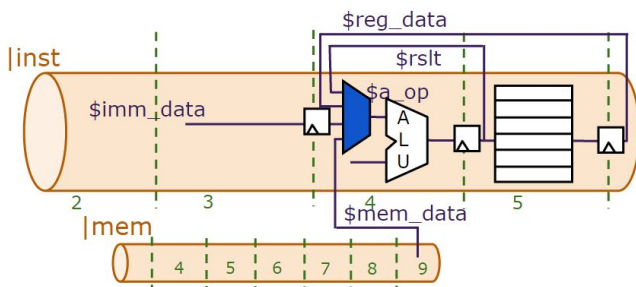 $reg_data
|inst
$rslt
$imm_data
$a_op
A
L
U
2
3
4
5
$mem_data
|mem
4
5
6
7
8
9